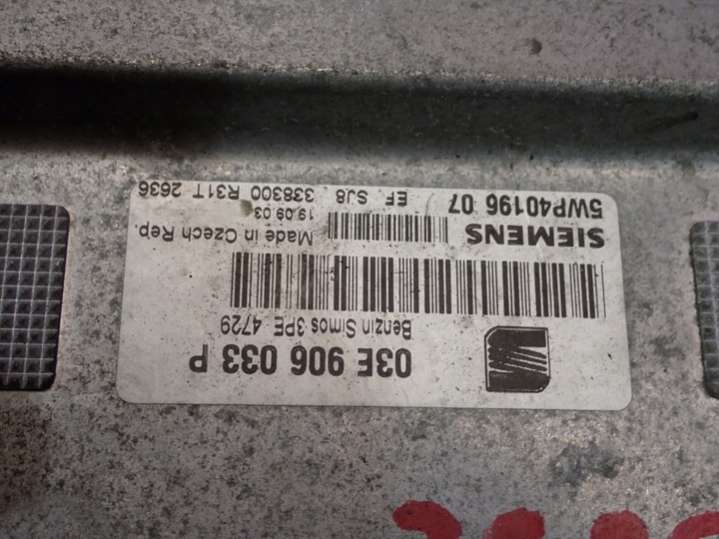 03E 906 033 P
Benzin Simos 3PE 4729
SIEMENS
Made in Czech Rep.
5WP40196 07
19.09.03
EF. SJ8. 338300 R31T 2636